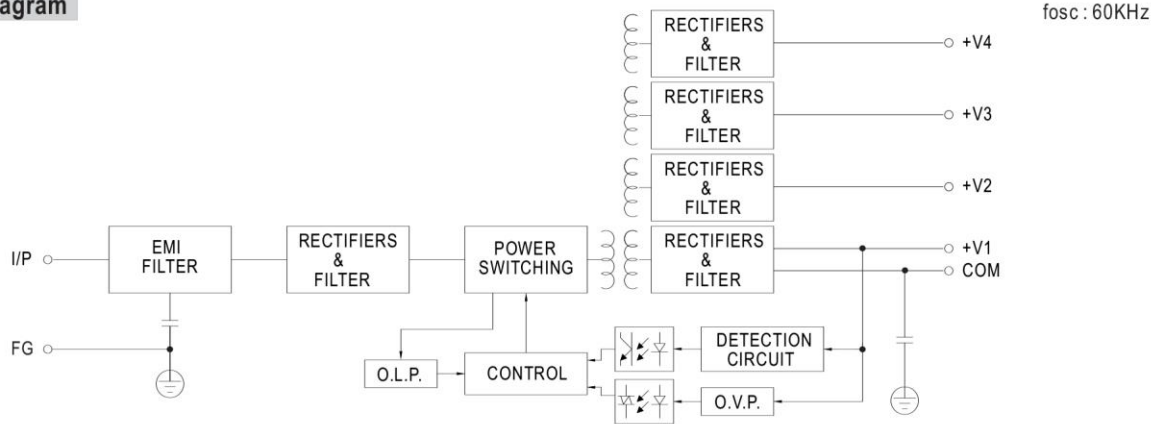 agram
fosc : 60KHz
RECTIFIERS
&
FILTER
+V4
RECTIFIERS
&
FILTER
+V3
RECTIFIERS
&
FILTER
+V2
I/P
EMI
FILTER
RECTIFIERS
&
FILTER
POWER
SWITCHING
RECTIFIERS
&
FILTER
+V1
COM
FG
O.L.P.
CONTROL
DETECTION
CIRCUIT
O.V.P.